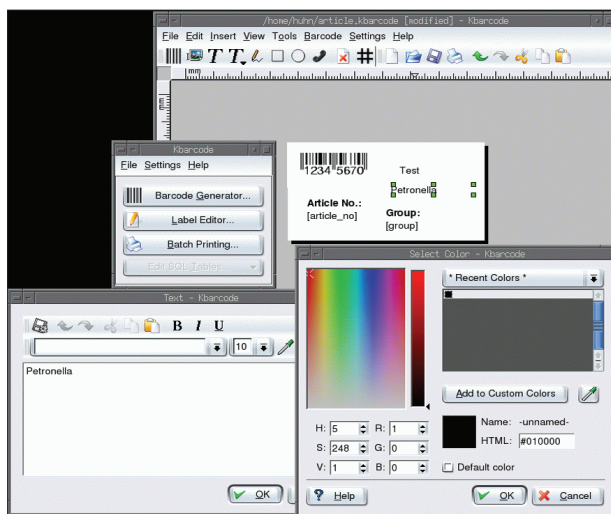 /home/huhn/article.kbarcode [modified] - Kbarcode
File Edit Insert View Tools Barcode Settings Help
mm
mm
Kbarcode
File Settings Help
Barcode Generator...
Label Editor...
Batch Printing...
Edit SQL Tables
1234 5670
Test
Petronella
Article No.:
[article_no]
Group:
[group]
Text - Kbarcode
B I U
10
Petronella
OK
Select Color - Kbarcode
* Recent Colors *
Add to Custom Colors
H: 5 R: 1
S: 248 G: 0
V: 1 B: 0
Name: -unnamed-
HTML: #010000
Default color
Help
OK
Cancel